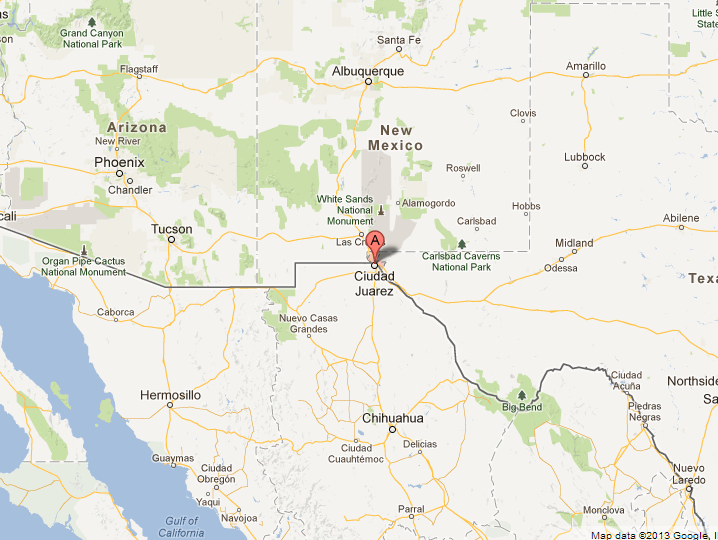 Grand Canyon
National Park
Little S
State
Santa Fe
Flagstaff
Albuquerque
Amarillo
Arizona
New River
New
Mexico
Clovis
Phoenix
Chandler
Roswell
Lubbock
White Sands
National
Monument
Alamogordo
Hobbs
cali
Tucson
Carlsbad
Abilene
Las Cr
A
Organ Pipe Cactus
National Monument
Carlsbad Caverns
National Park
Midland
Odessa
Ciudad
Juarez
Texa
Caborca
Nuevo Casas
Grandes
Ciudad
Acuña
Northside
Sa
Hermosillo
Big Bend
Piedras
Negras
Chihuahua
Guaymas
Ciudad
Obregón
Ciudad
Cuauhtémoc
Delicias
Nuevo
Laredo
Yaqui
Navojoa
Gulf of
California
Parral
Monclova
Map data ©2013 Google, I